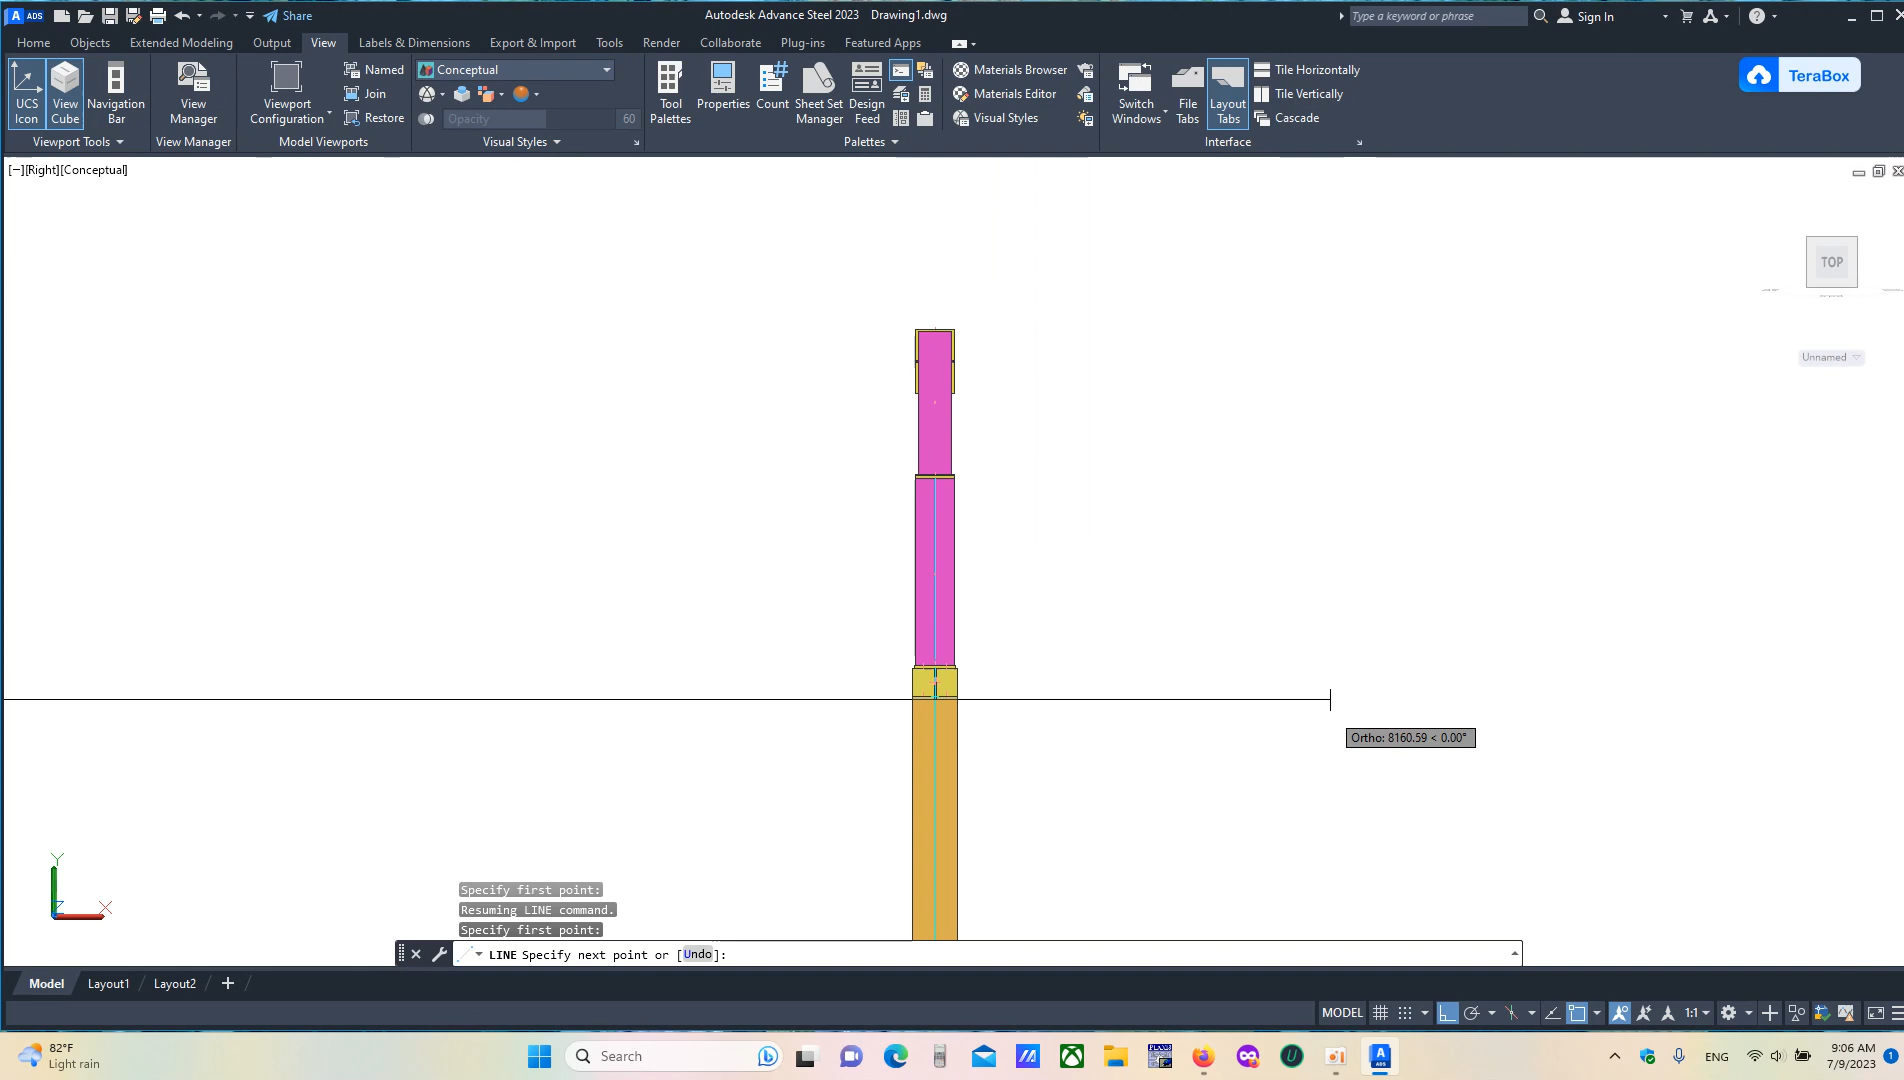 A ADS Share Autodesk Advance Steel 2023 Drawing1.dwg Type a keyword or phrase Sign In
Home Objects Extended Modeling Output View Labels & Dimensions Export & Import Tools Render Collaborate Plug-ins Featured Apps
UCS Icon
View Cube
Navigation Bar
Viewport Tools
View Manager
View Manager
Viewport Configuration
Named
Join
Restore
Model Viewports
Conceptual
Opacity 60
Visual Styles
Tool Palettes
Properties
Count
Sheet Set Manager
Design Feed
Materials Browser
Materials Editor
Visual Styles
Palettes
Switch Windows
File Tabs
Layout Tabs
Tile Horizontally
Tile Vertically
Cascade
Interface
TeraBox
[−][Right][Conceptual]
TOP
Unnamed
Ortho: 8160.59 < 0.00°
Y
Z
X
Specify first point:
Resuming LINE command.
Specify first point:
LINE Specify next point or [Undo]:
Model Layout1 Layout2 +
MODEL 1:1
82°F
Light rain
Search
ENG
9:06 AM
7/9/2023
1